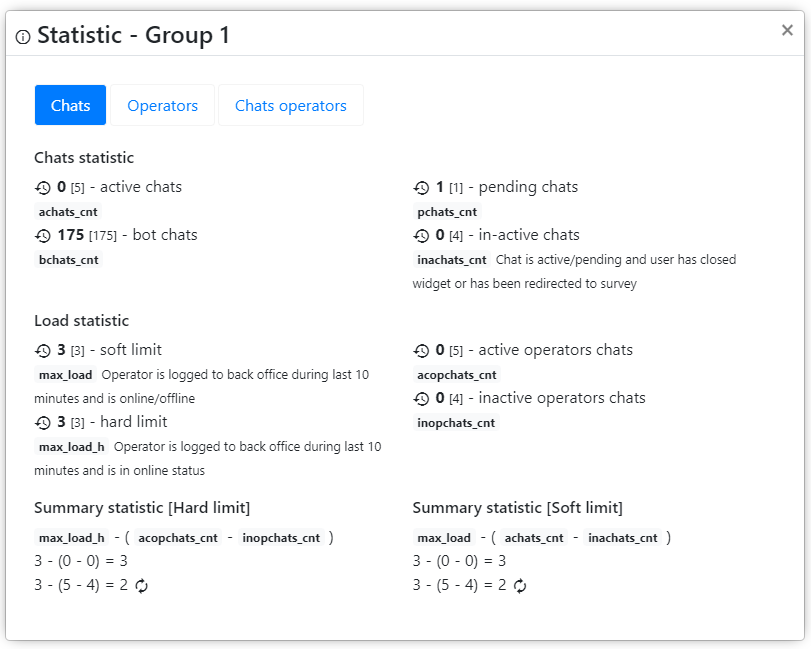 Statistic - Group 1
×
Chats
Operators
Chats operators
Chats statistic
0 [5] - active chats
achats_cnt
175 [175] - bot chats
bchats_cnt
1 [1] - pending chats
pchats_cnt
0 [4] - in-active chats
inachats_cnt Chat is active/pending and user has closed
widget or has been redirected to survey
Load statistic
3 [3] - soft limit
max_load Operator is logged to back office during last 10
minutes and is online/offline
3 [3] - hard limit
max_load_h Operator is logged to back office during last 10
minutes and is in online status
0 [5] - active operators chats
acopchats_cnt
0 [4] - inactive operators chats
inopchats_cnt
Summary statistic [Hard limit]
max_load_h - ( acopchats_cnt - inopchats_cnt )
3 - (0 - 0) = 3
3 - (5 - 4) = 2
Summary statistic [Soft limit]
max_load - ( achats_cnt - inachats_cnt )
3 - (0 - 0) = 3
3 - (5 - 4) = 2